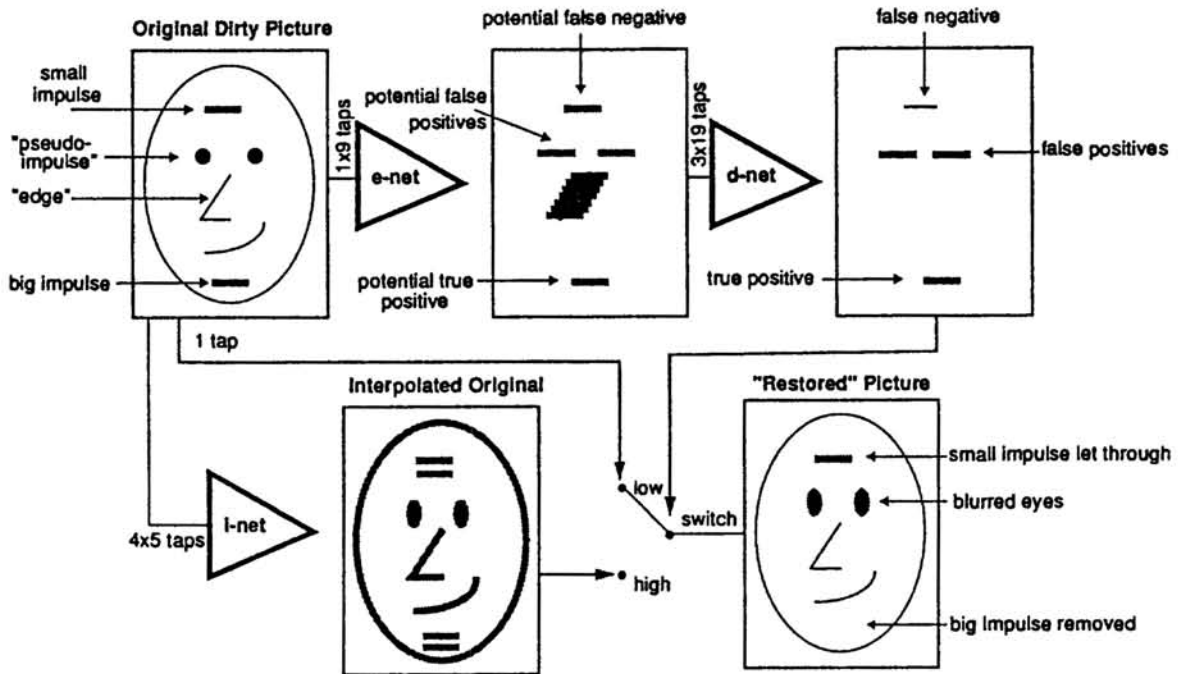 Original Dirty Picture
small
impulse
"pseudo-
impulse"
"edge"
big impulse
1x9 taps
e-net
potential false negative
potential false
positives
potential true
positive
3x19 taps
d-net
false negative
false positives
true positive
1 tap
4x5 taps
i-net
Interpolated Original
low
switch
high
"Restored" Picture
small impulse let through
blurred eyes
big impulse removed